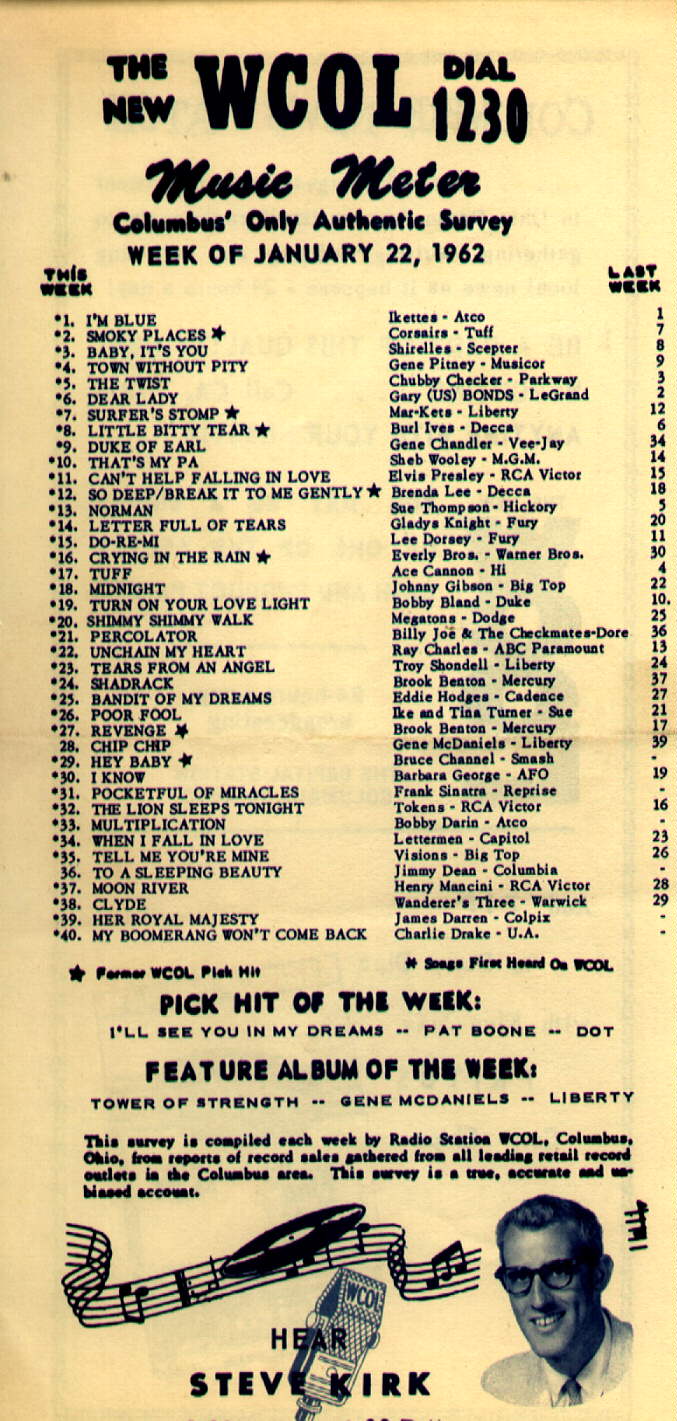 THE NEW WCOL DIAL 1230
Music Meter
Columbus' Only Authentic Survey
WEEK OF JANUARY 22, 1962
THIS WEEK LAST WEEK
*1. I'M BLUE Ikettes - Atco 1
*2. SMOKY PLACES ★ Corsairs - Tuff 7
*3. BABY, IT'S YOU Shirelles - Scepter 8
*4. TOWN WITHOUT PITY Gene Pitney - Musicor 9
*5. THE TWIST Chubby Checker - Parkway 3
*6. DEAR LADY Gary (US) BONDS - LeGrand 2
*7. SURFER'S STOMP ★ Mar-Kets - Liberty 12
*8. LITTLE BITTY TEAR ★ Burl Ives - Decca 6
*9. DUKE OF EARL Gene Chandler - Vee-Jay 34
*10. THAT'S MY PA Sheb Wooley - M.G.M. 14
*11. CAN'T HELP FALLING IN LOVE Elvis Presley - RCA Victor 15
*12. SO DEEP/BREAK IT TO ME GENTLY ★ Brenda Lee - Decca 18
*13. NORMAN Sue Thompson - Hickory 5
*14. LETTER FULL OF TEARS Gladys Knight - Fury 20
*15. DO-RE-MI Lee Dorsey - Fury 11
*16. CRYING IN THE RAIN ★ Everly Bros. - Warner Bros. 30
*17. TUFF Ace Cannon - Hi 4
*18. MIDNIGHT Johnny Gibson - Big Top 22
*19. TURN ON YOUR LOVE LIGHT Bobby Bland - Duke 10.
*20. SHIMMY SHIMMY WALK Megatons - Dodge 25
*21. PERCOLATOR Billy Joe & The Checkmates-Dore 36
*22. UNCHAIN MY HEART Ray Charles - ABC Paramount 13
*23. TEARS FROM AN ANGEL Troy Shondell - Liberty 24
*24. SHADRACK Brook Benton - Mercury 37
*25. BANDIT OF MY DREAMS Eddie Hodges - Cadence 27
*26. POOR FOOL Ike and Tina Turner - Sue 21
*27. REVENGE ★ Brook Benton - Mercury 17
28. CHIP CHIP Gene McDaniels - Liberty 39
*29. HEY BABY ★ Bruce Channel - Smash -
*30. I KNOW Barbara George - AFO 19
*31. POCKETFUL OF MIRACLES Frank Sinatra - Reprise -
*32. THE LION SLEEPS TONIGHT Tokens - RCA Victor 16
*33. MULTIPLICATION Bobby Darin - Atco -
*34. WHEN I FALL IN LOVE Lettermen - Capitol 23
*35. TELL ME YOU'RE MINE Visions - Big Top 26
36. TO A SLEEPING BEAUTY Jimmy Dean - Columbia -
*37. MOON RIVER Henry Mancini - RCA Victor 28
*38. CLYDE Wanderer's Three - Warwick 29
*39. HER ROYAL MAJESTY James Darren - Colpix -
*40. MY BOOMERANG WON'T COME BACK Charlie Drake - U.A. -
★ Former WCOL Pick Hit * Songs First Heard On WCOL
PICK HIT OF THE WEEK:
I'LL SEE YOU IN MY DREAMS -- PAT BOONE -- DOT
FEATURE ALBUM OF THE WEEK:
TOWER OF STRENGTH -- GENE MCDANIELS -- LIBERTY
This survey is compiled each week by Radio Station WCOL, Columbus,
Ohio, from reports of record sales gathered from all leading retail record
outlets in the Columbus area. This survey is a true, accurate and un-
biased account.
WCOL
HEAR
STEVE KIRK